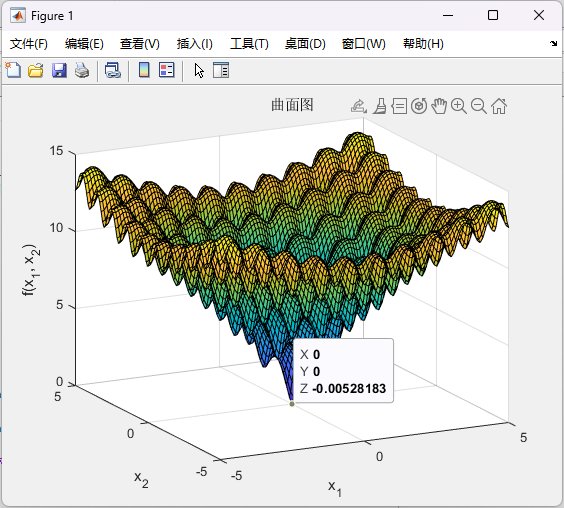 Figure 1
文件(F) 编辑(E) 查看(V) 插入(I) 工具(T) 桌面(D) 窗口(W) 帮助(H)
曲面图
15
10
5
0
f(x₁, x₂)
X 0
Y 0
Z -0.00528183
5
0
-5
x₂
-5
0
5
x₁